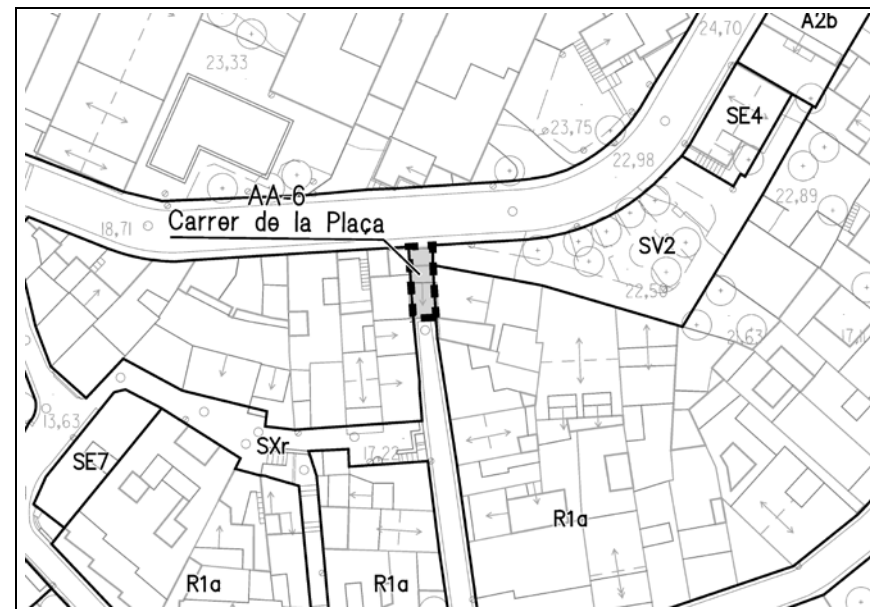 24,70
A2b
23,33
23,75
SE4
22,98
AA-6
22,89
18,71
Carrer de la Plaça
SV2
22,50
21,63
13,63
SXr
17,22
SE7
R1a
R1a
R1a